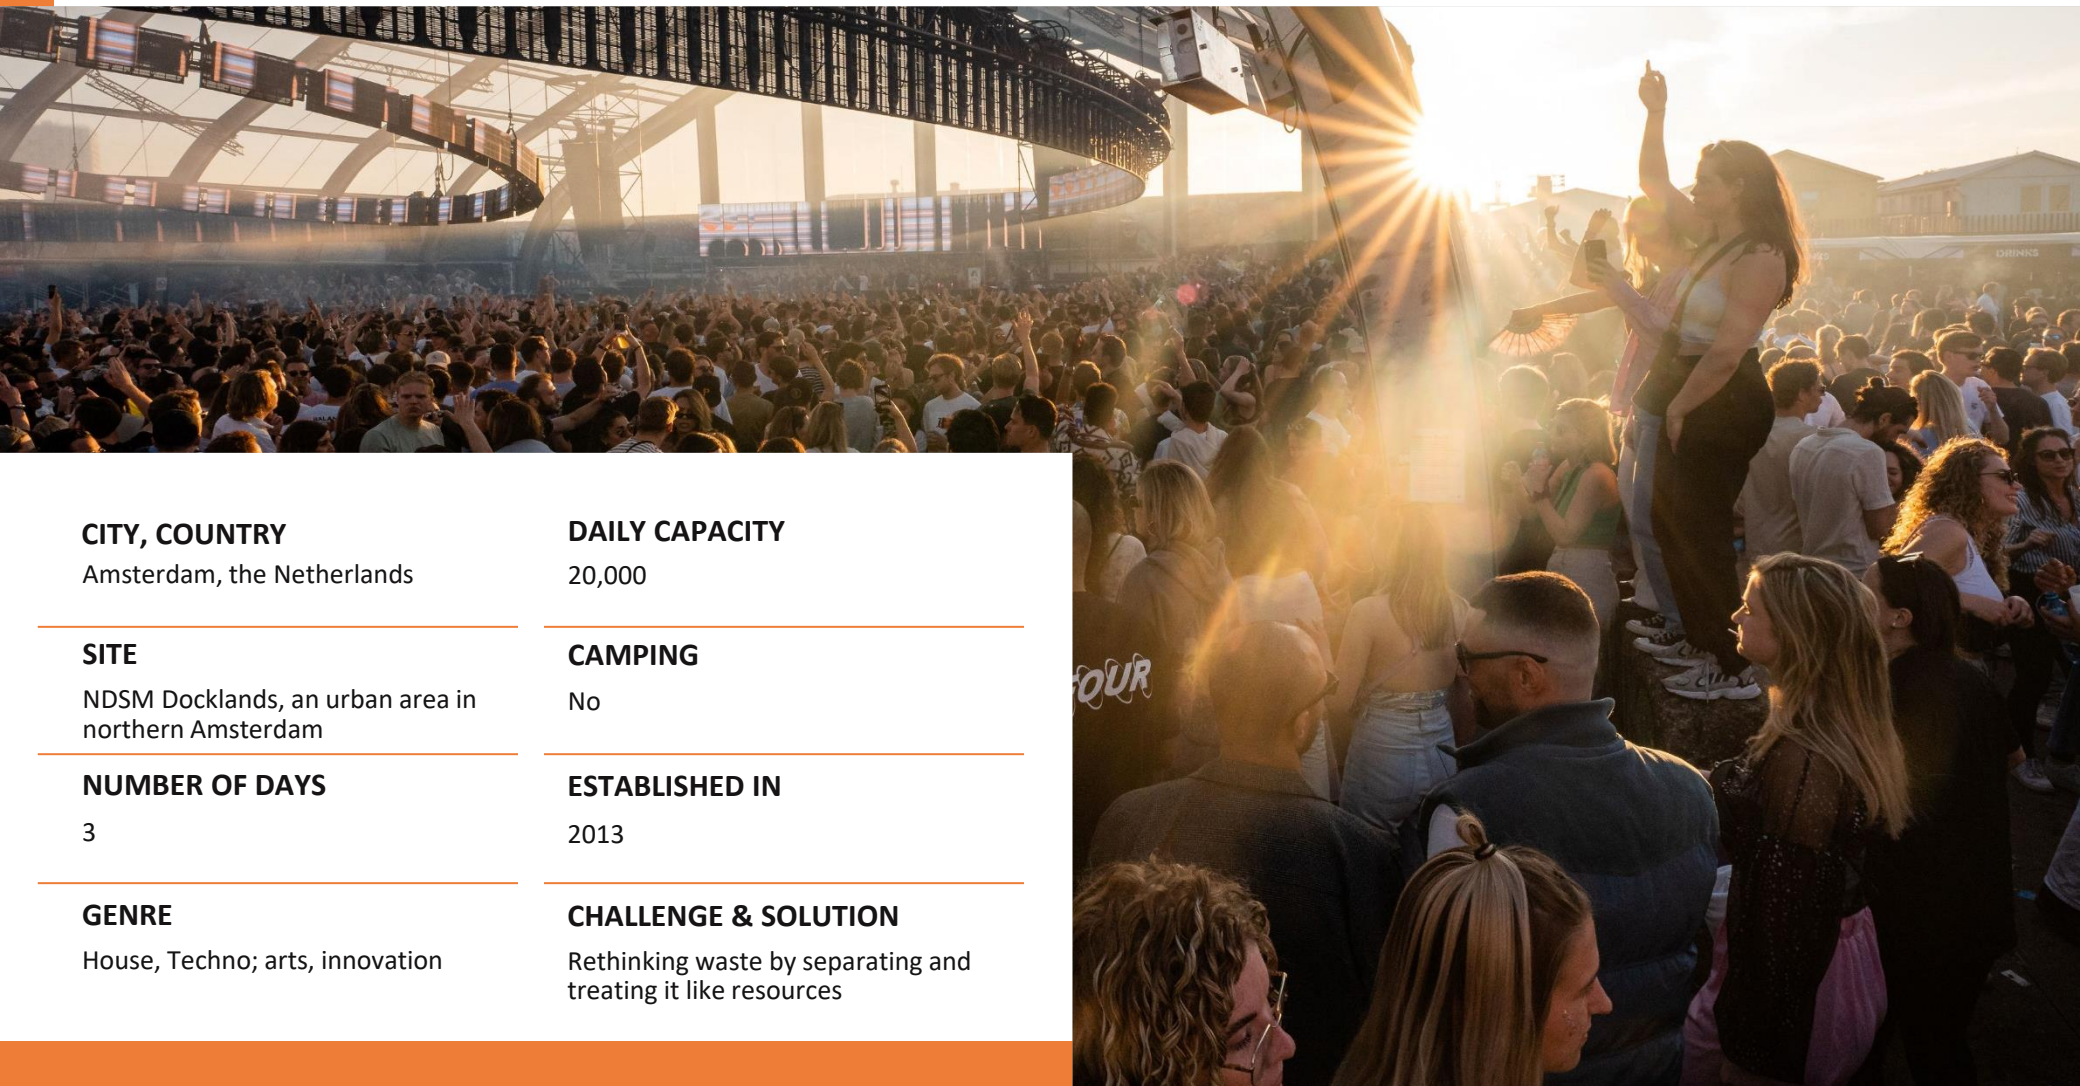 CITY, COUNTRY
Amsterdam, the Netherlands
SITE
NDSM Docklands, an urban area in
northern Amsterdam
NUMBER OF DAYS
3
GENRE
House, Techno; arts, innovation
DAILY CAPACITY
20,000
CAMPING
No
ESTABLISHED IN
2013
CHALLENGE & SOLUTION
Rethinking waste by separating and
treating it like resources
DRINKS
OUR